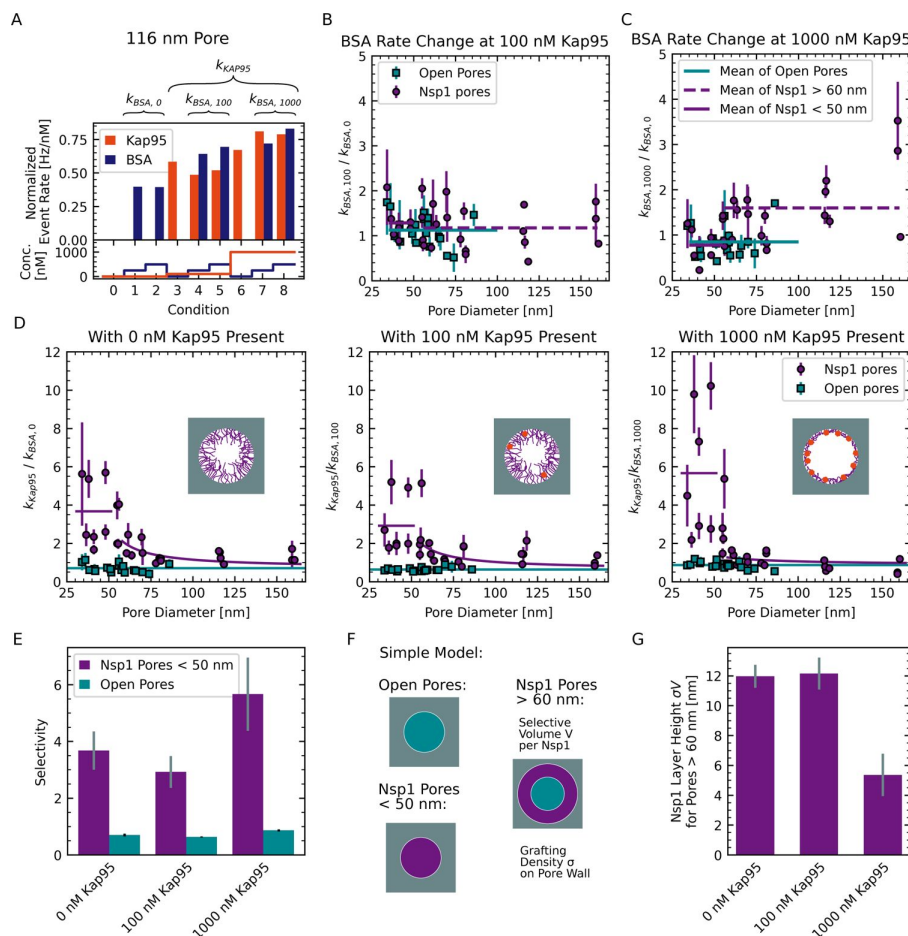 A
116 nm Pore
k_KAP95
k_BSA, 0
k_BSA, 100
k_BSA, 1000
Normalized
Event Rate [Hz/nM]
0.75
0.50
0.25
0.00
Kap95
BSA
Conc.
[nM]
1000
0
0 1 2 3 4 5 6 7 8
Condition
B
BSA Rate Change at 100 nM Kap95
k_BSA,100 / k_BSA,0
5
4
3
2
1
0
Open Pores
Nsp1 pores
25 50 75 100 125 150
Pore Diameter [nm]
C
BSA Rate Change at 1000 nM Kap95
k_BSA,1000 / k_BSA,0
5
4
3
2
1
0
Mean of Open Pores
Mean of Nsp1 > 60 nm
Mean of Nsp1 < 50 nm
25 50 75 100 125 150
Pore Diameter [nm]
D
With 0 nM Kap95 Present
k_Kap95 / k_BSA,0
12
10
8
6
4
2
0
25 50 75 100 125 150
Pore Diameter [nm]
With 100 nM Kap95 Present
k_Kap95/k_BSA,100
12
10
8
6
4
2
0
25 50 75 100 125 150
Pore Diameter [nm]
With 1000 nM Kap95 Present
k_Kap95/k_BSA,1000
12
10
8
6
4
2
0
Nsp1 pores
Open pores
25 50 75 100 125 150
Pore Diameter [nm]
E
Selectivity
6
4
2
0
Nsp1 Pores < 50 nm
Open Pores
0 nM Kap95
100 nM Kap95
1000 nM Kap95
F
Simple Model:
Open Pores:
Nsp1 Pores
< 50 nm:
Nsp1 Pores
> 60 nm:
Selective
Volume V
per Nsp1
Grafting
Density σ
on Pore Wall
G
Nsp1 Layer Height σV
for Pores > 60 nm [nm]
12
10
8
6
4
2
0
0 nM Kap95
100 nM Kap95
1000 nM Kap95